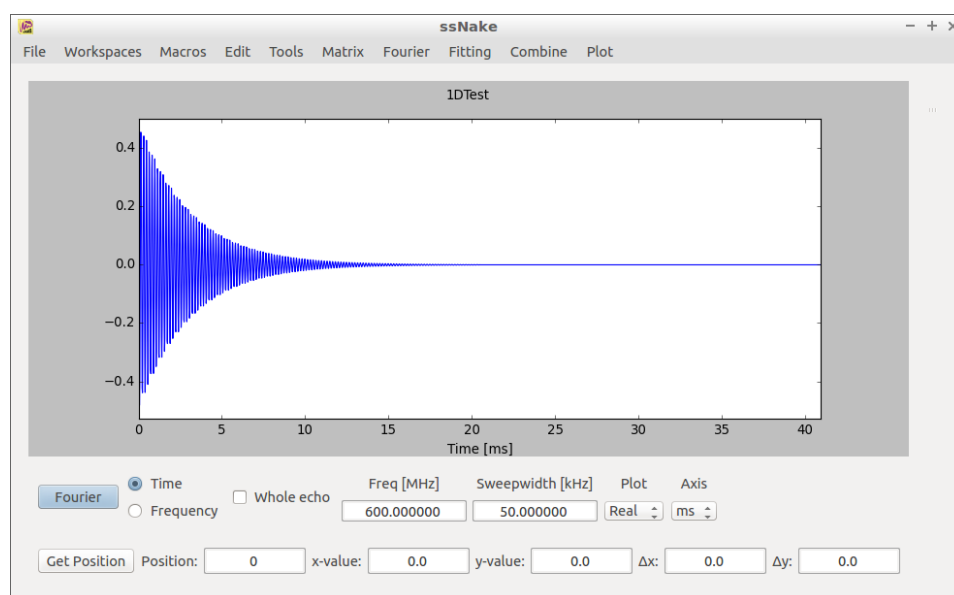 ssNake
File Workspaces Macros Edit Tools Matrix Fourier Fitting Combine Plot
1DTest
0.4
0.2
0.0
−0.2
−0.4
0 5 10 15 20 25 30 35 40
Time [ms]
Fourier
Time
Frequency
Whole echo
Freq [MHz] Sweepwidth [kHz] Plot Axis
600.000000 50.000000 Real ms
Get Position Position: 0 x-value: 0.0 y-value: 0.0 Δx: 0.0 Δy: 0.0